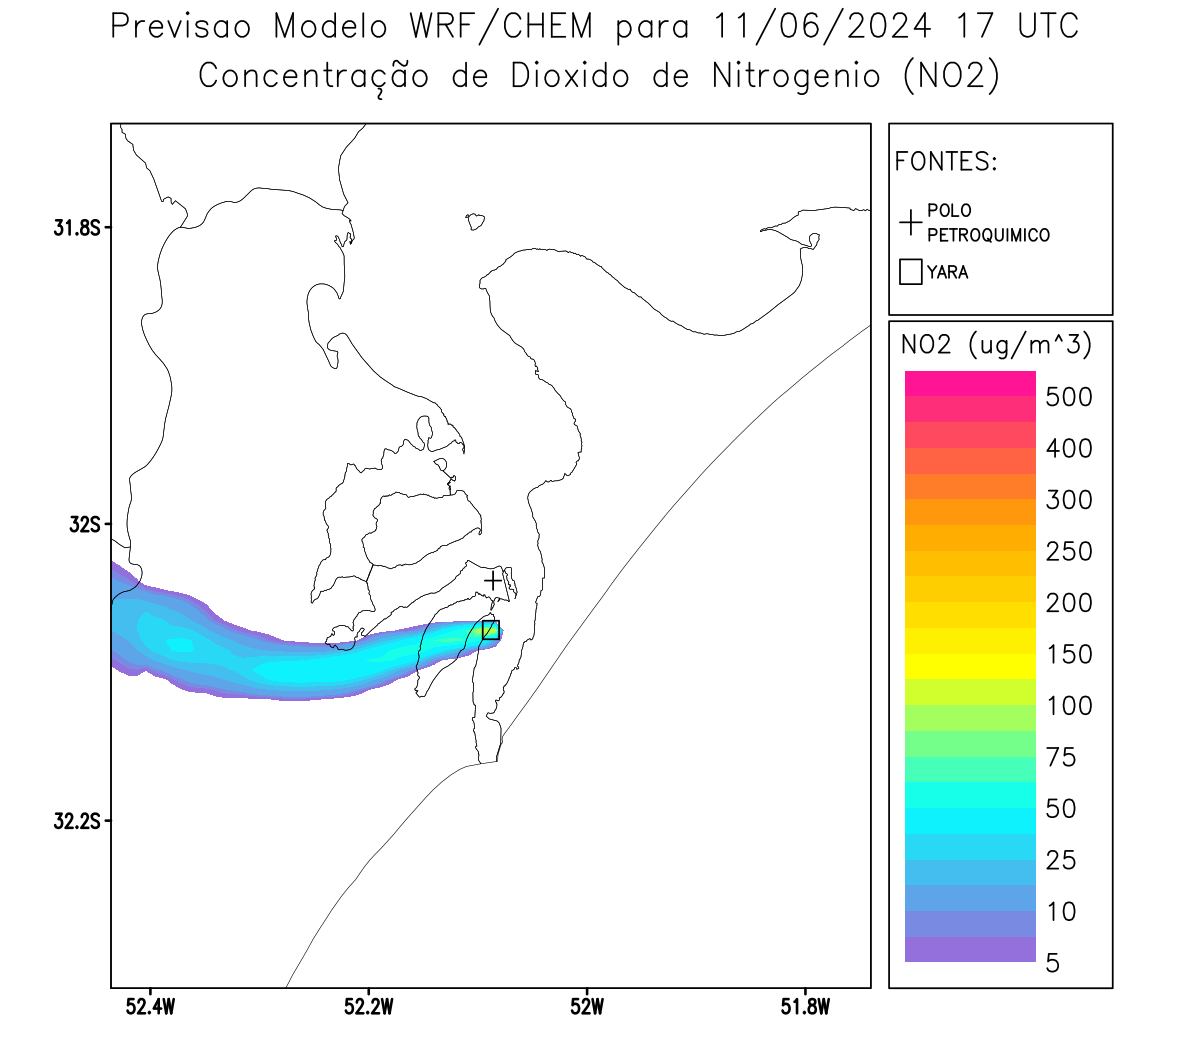 Previsao Modelo WRF/CHEM para 11/06/2024 17 UTC
Concentração de Dioxido de Nitrogenio (NO2)
FONTES:
POLO
PETROQUIMICO
YARA
NO2 (ug/m^3)
500
400
300
250
200
150
100
75
50
25
10
5
31.8S
32S
32.2S
52.4W
52.2W
52W
51.8W